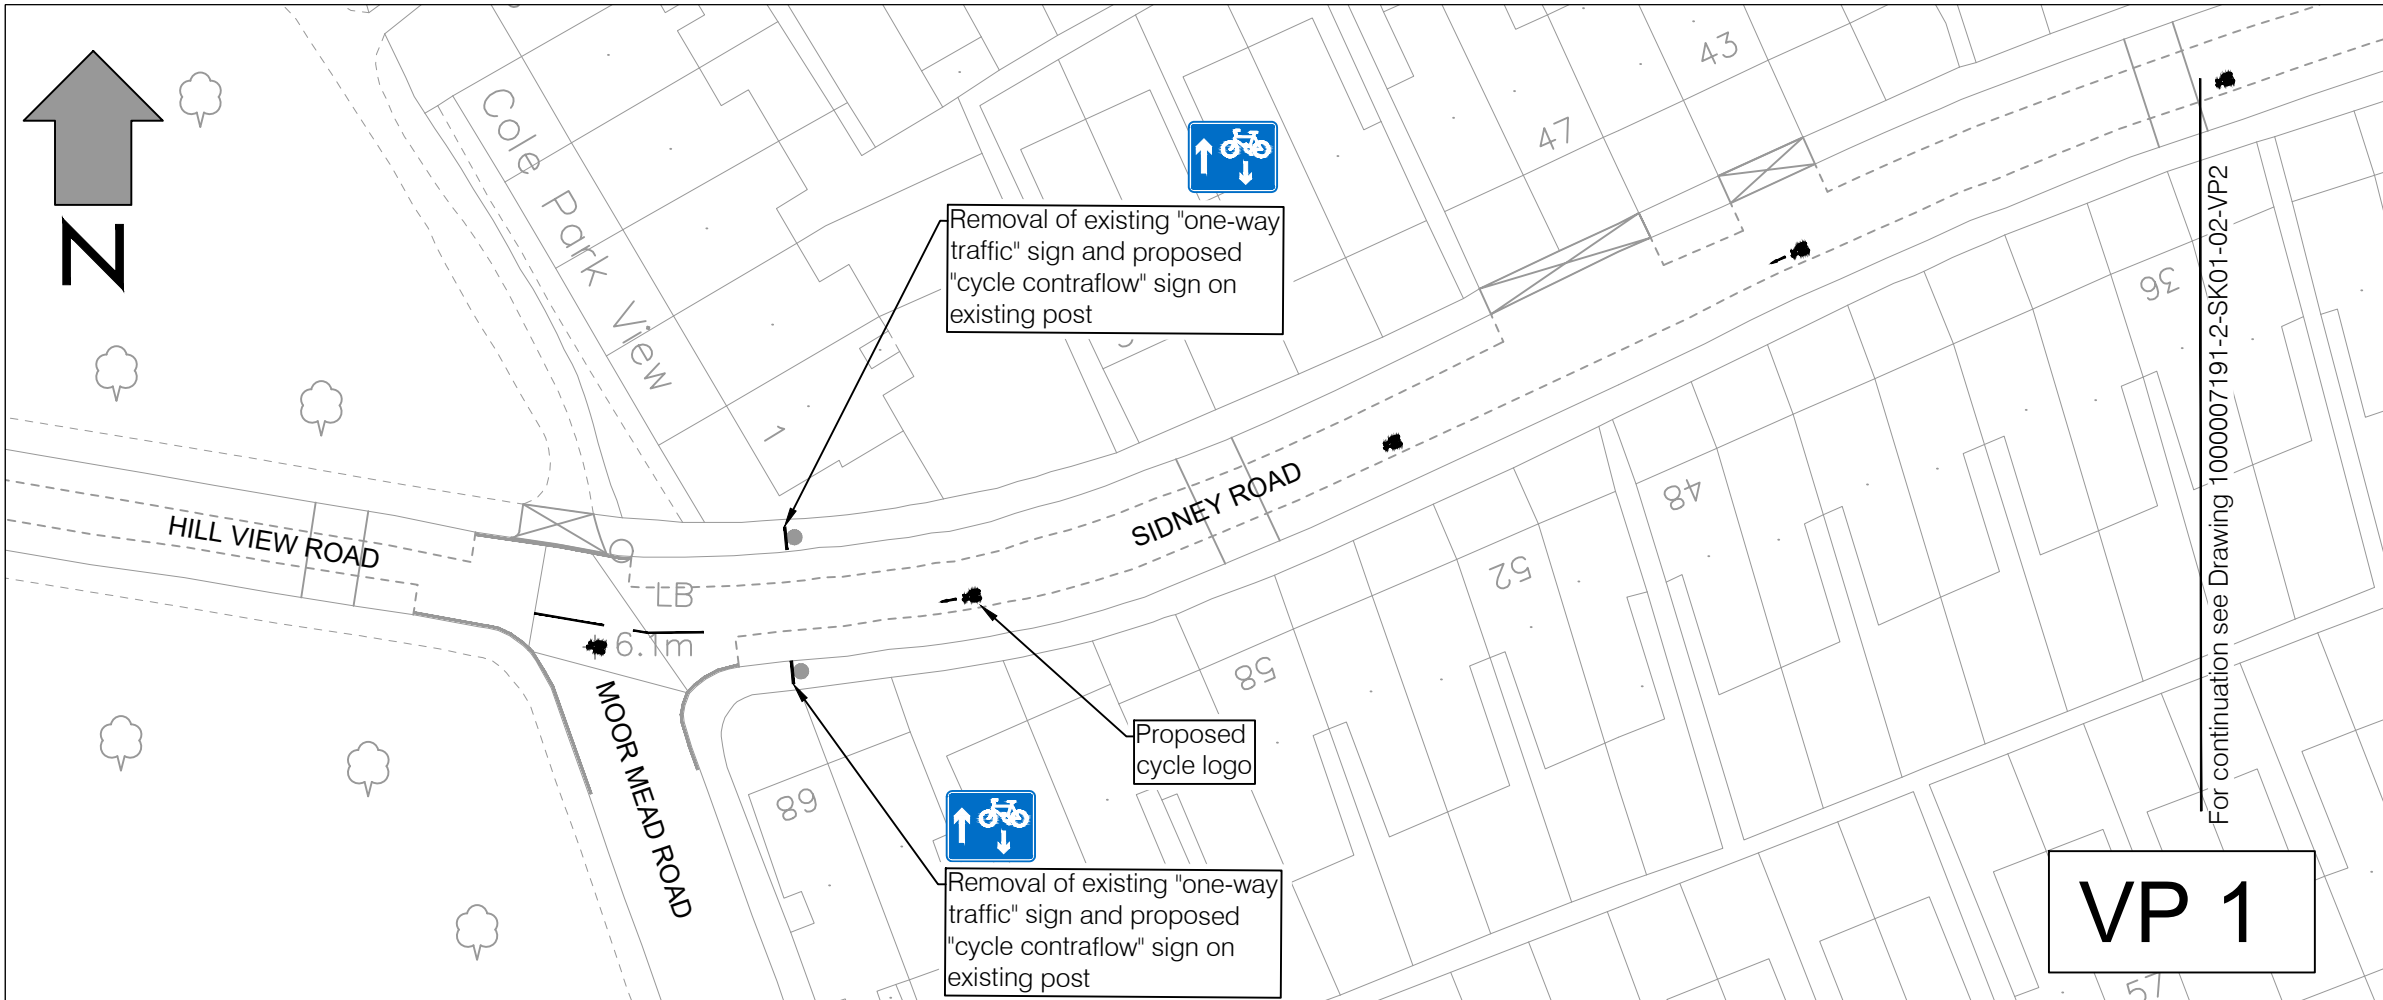 N
Cole Park View
43
47
Removal of existing "one-way
traffic" sign and proposed
"cycle contraflow" sign on
existing post
36
For continuation see Drawing 1000007191-2-SK01-02-VP2
1
HILL VIEW ROAD
SIDNEY ROAD
48
52
LB
6.1m
58
MOOR MEAD ROAD
Proposed
cycle logo
68
Removal of existing "one-way
traffic" sign and proposed
"cycle contraflow" sign on
existing post
VP 1
57